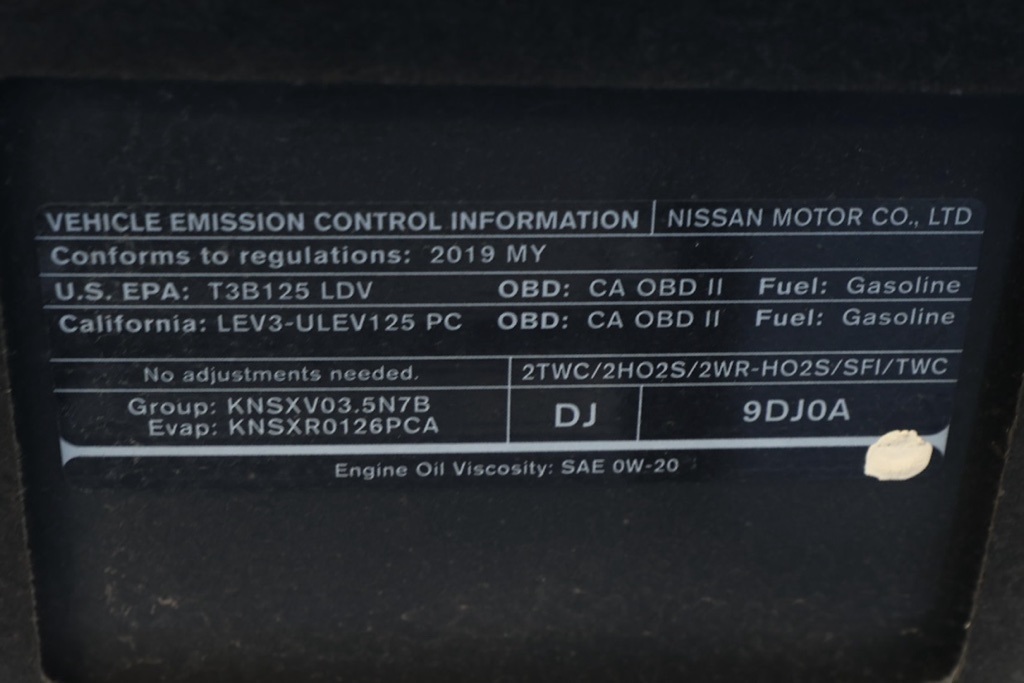 VEHICLE EMISSION CONTROL INFORMATION NISSAN MOTOR CO., LTD
Conforms to regulations: 2019 MY
U.S. EPA: T3B125 LDV OBD: CA OBD II Fuel: Gasoline
California: LEV3-ULEV125 PC OBD: CA OBD II Fuel: Gasoline
No adjustments needed. 2TWC/2HO2S/2WR-HO2S/SFI/TWC
Group: KNSXV03.5N7B
Evap: KNSXR0126PCA
DJ 9DJ0A
Engine Oil Viscosity: SAE 0W-20